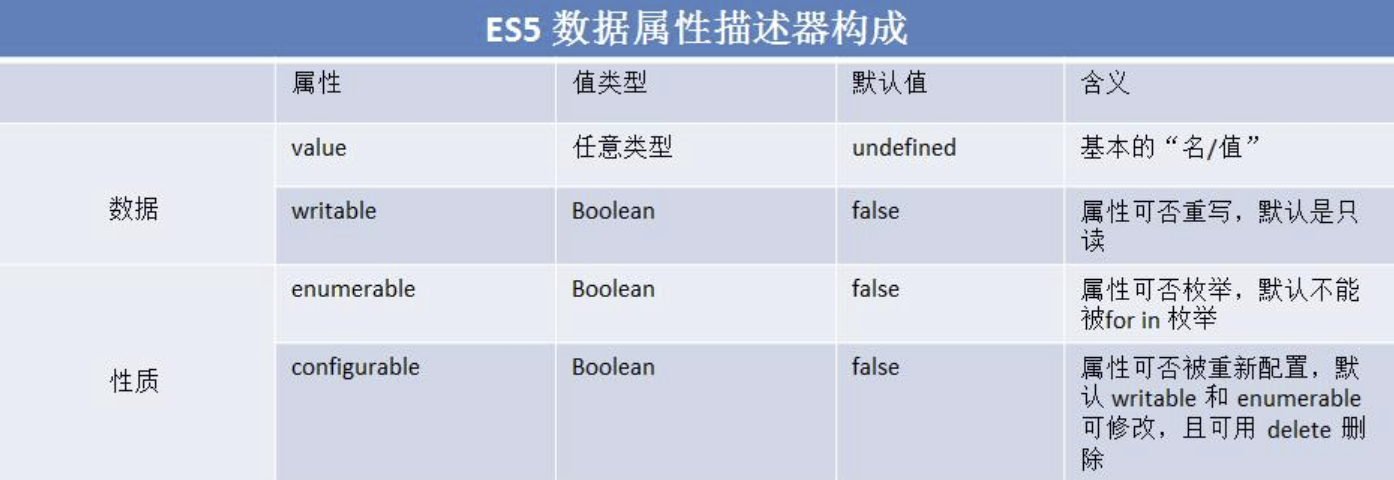 ES5 数据属性描述器构成
属性 值类型 默认值 含义
value 任意类型 undefined 基本的“名/值”
数据
writable Boolean false 属性可否重写，默认是只
读
enumerable Boolean false 属性可否枚举，默认不能
被for in 枚举
性质
configurable Boolean false 属性可否被重新配置，默
认 writable 和 enumerable
可修改，且可用 delete 删
除